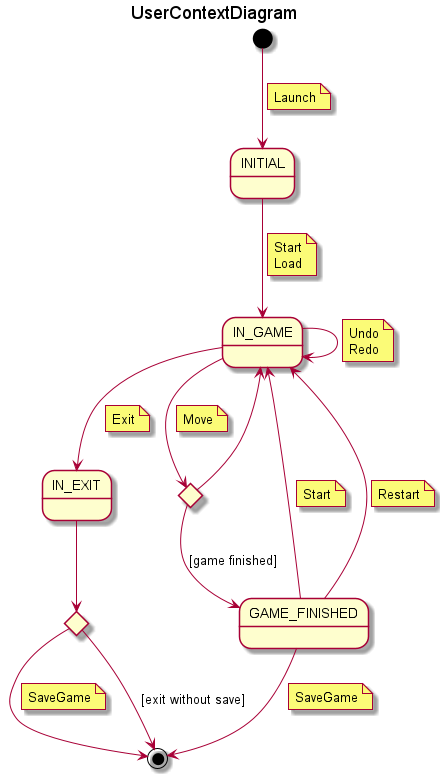 UserContextDiagram
Launch
INITIAL
Start
Load
IN_GAME
Undo
Redo
Exit
Move
IN_EXIT
Start
Restart
[game finished]
GAME_FINISHED
SaveGame
[exit without save]
SaveGame